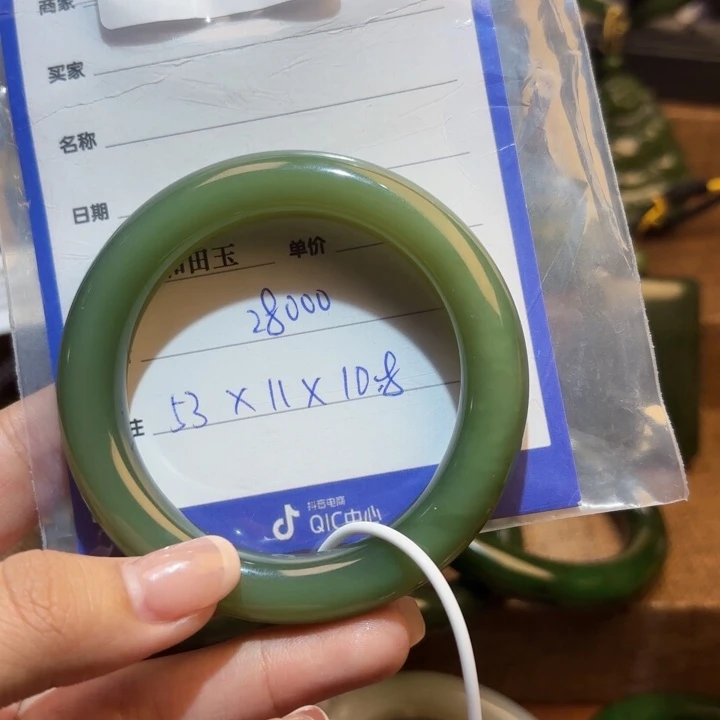 商家
买家
名称
日期
和田玉 单价
28000
注 53×11×10.8
抖音电商
QIC中心